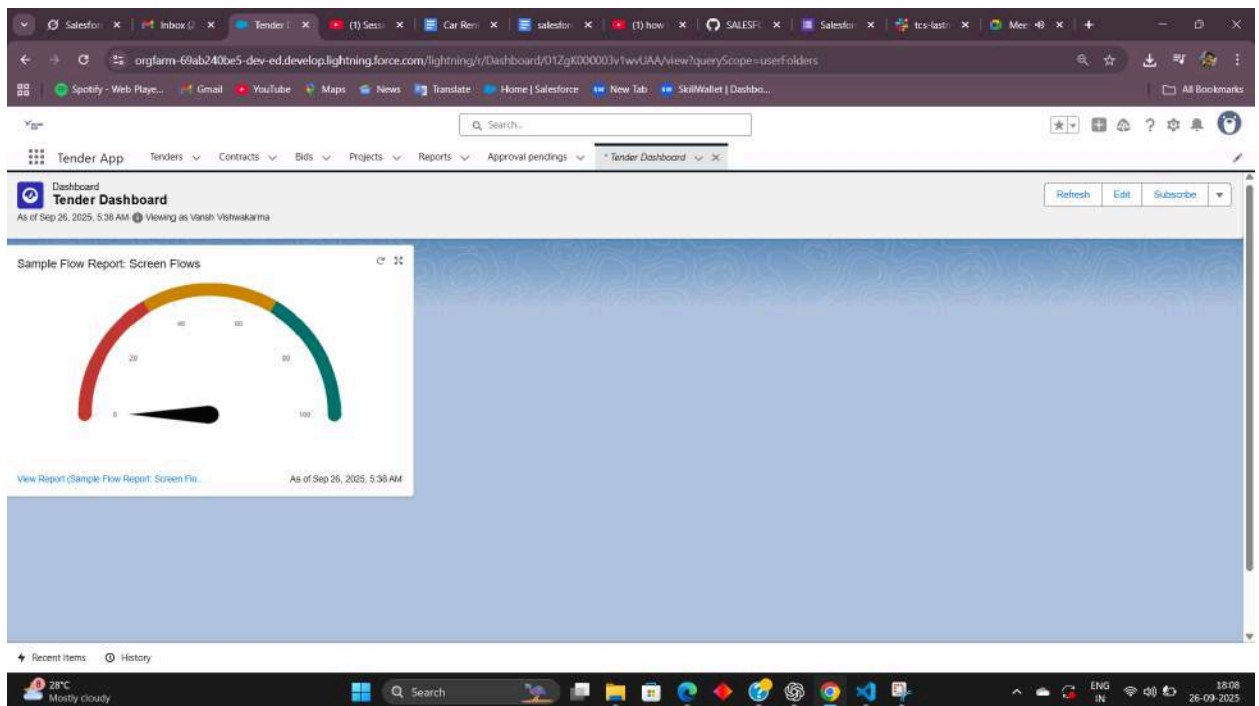 Salesfor
Inbox
Tender
(1) Sess
Car Ren
salesfor
(1) how
SALESF
Salesfor
tcs-last
Mee
orgfarm-69ab240be5-dev-ed.develop.lightning.force.com/lightning/r/Dashboard/01ZgK000003v1wvUAA/view?queryScope=userFolders
Spotify - Web Playe... Gmail YouTube Maps News Translate Home | Salesforce New Tab SkillWallet | Dashbo... All Bookmarks
Search...
Tender App Tenders Contracts Bids Projects Reports Approval pendings * Tender Dashboard
Dashboard
Tender Dashboard
As of Sep 26, 2025, 5:38 AM Viewing as Vansh Vishwakarma
Refresh Edit Subscribe
Sample Flow Report: Screen Flows
40 60
20 80
0 100
View Report (Sample Flow Report: Screen Flo... As of Sep 26, 2025, 5:38 AM
Recent Items History
28°C
Mostly cloudy
Search
ENG
IN
18:08
26-09-2025